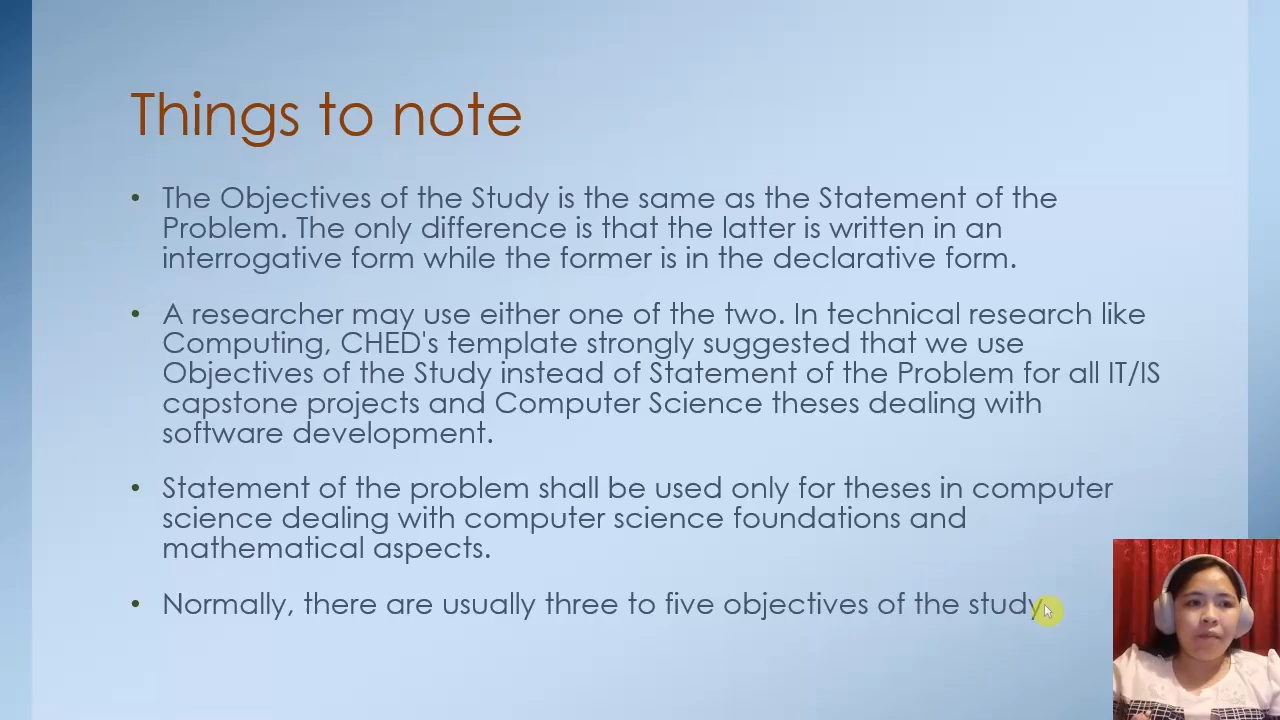 Things to note
• The Objectives of the Study is the same as the Statement of the
Problem. The only difference is that the latter is written in an
interrogative form while the former is in the declarative form.
• A researcher may use either one of the two. In technical research like
Computing, CHED's template strongly suggested that we use
Objectives of the Study instead of Statement of the Problem for all IT/IS
capstone projects and Computer Science theses dealing with
software development.
• Statement of the problem shall be used only for theses in computer
science dealing with computer science foundations and
mathematical aspects.
• Normally, there are usually three to five objectives of the study.